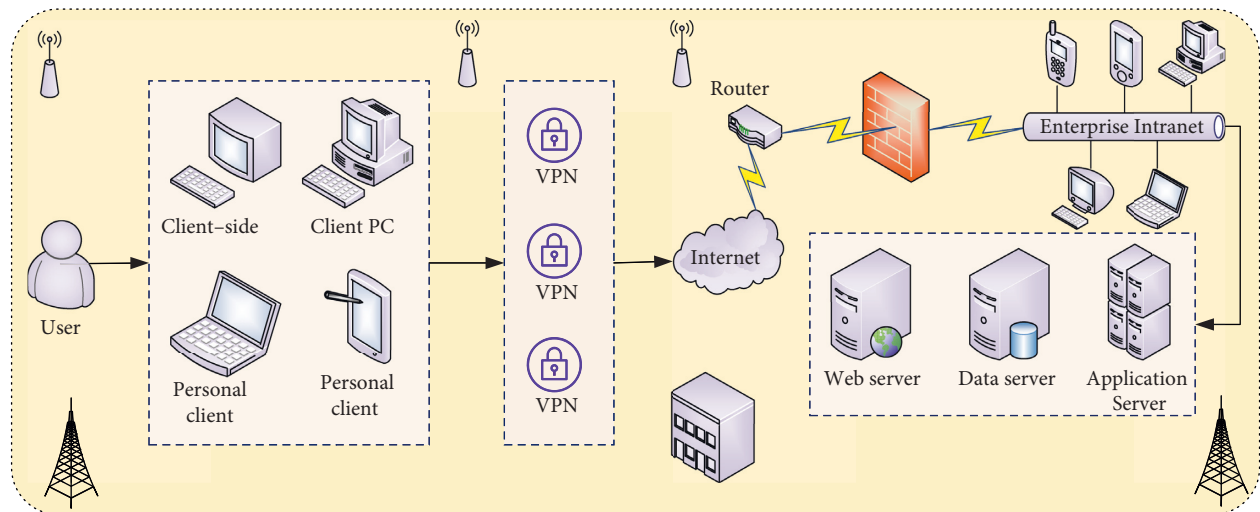 Router
Enterprise Intranet
VPN
Client–side
Client PC
Internet
VPN
User
Personal
client
Personal
client
VPN
Web server
Data server
Application
Server